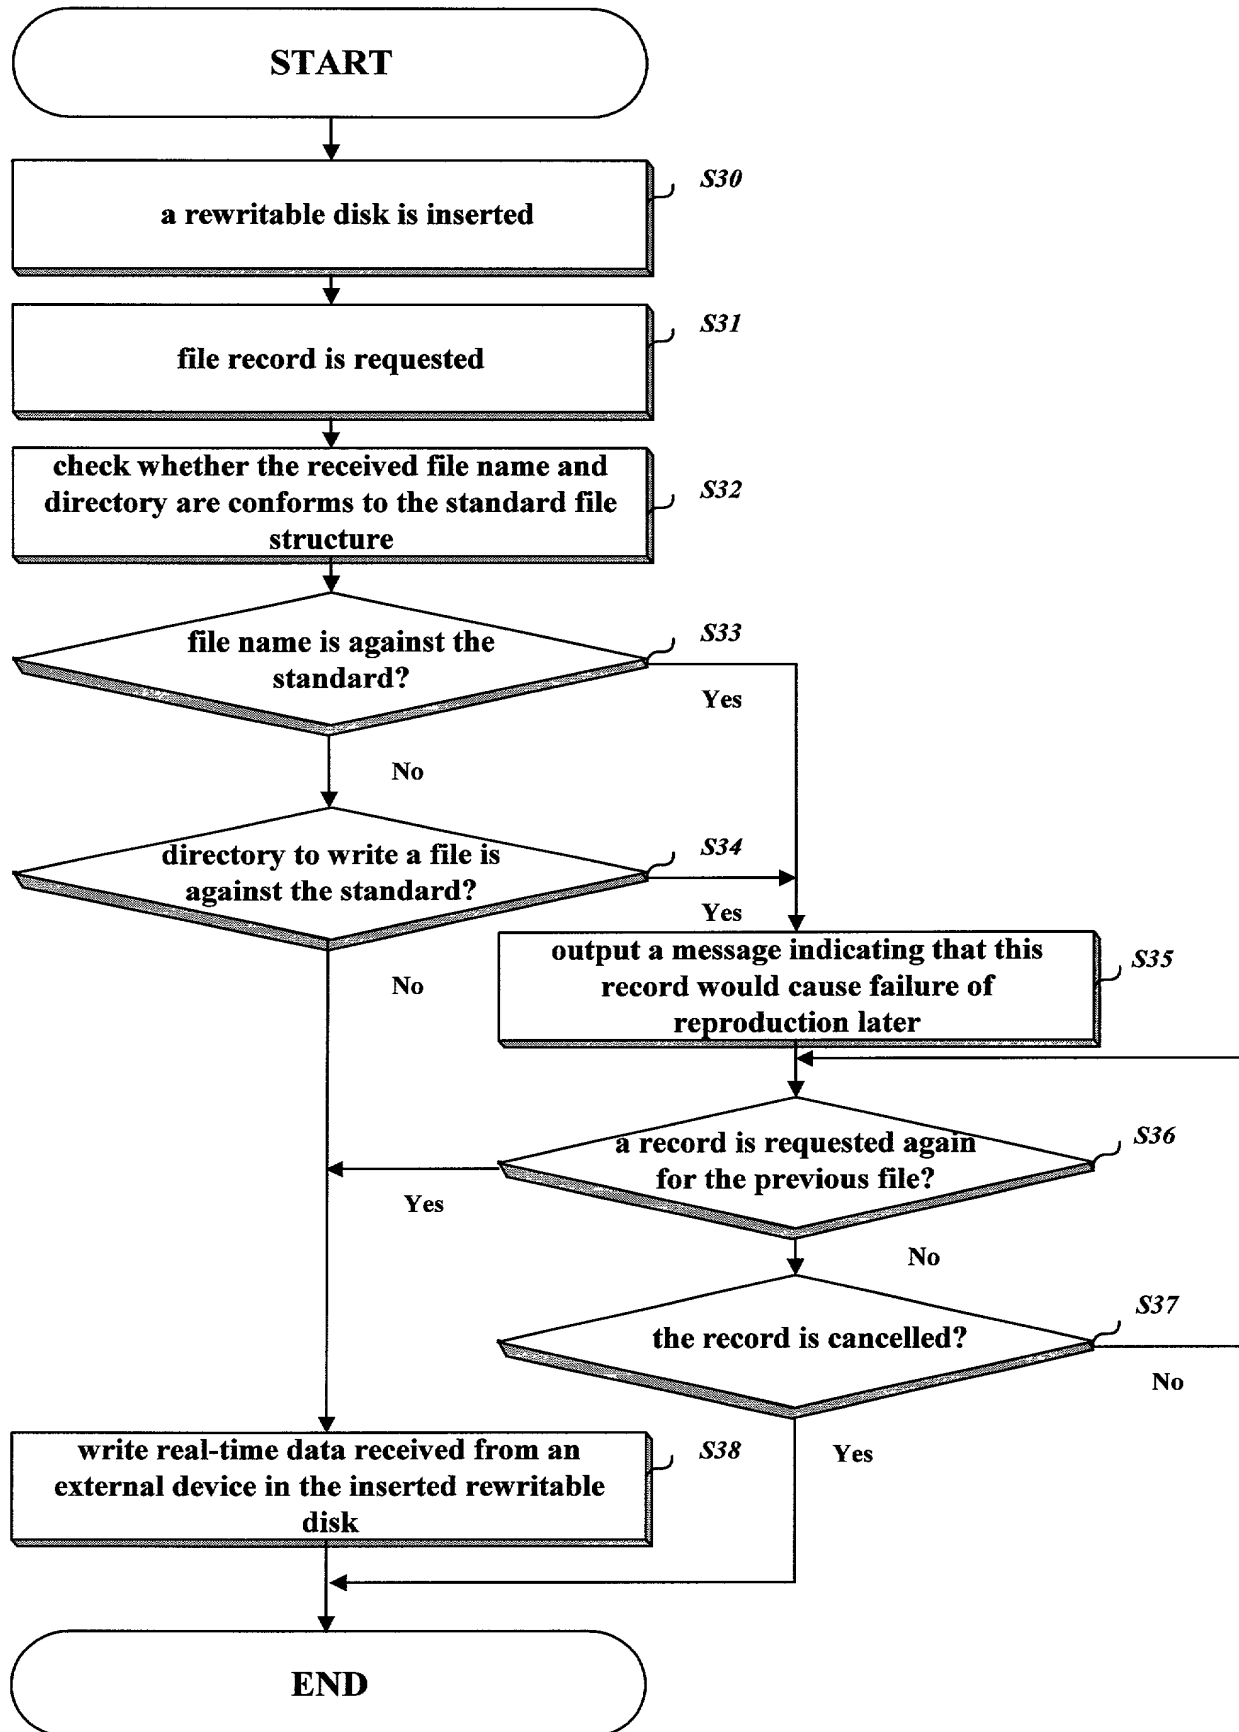 START
a rewritable disk is inserted
S30
file record is requested
S31
check whether the received file name and
directory are conforms to the standard file
structure
S32
file name is against the
standard?
S33
Yes
No
directory to write a file is
against the standard?
S34
Yes
No
output a message indicating that this
record would cause failure of
reproduction later
S35
a record is requested again
for the previous file?
S36
Yes
No
the record is cancelled?
S37
No
Yes
write real-time data received from an
external device in the inserted rewritable
disk
S38
END